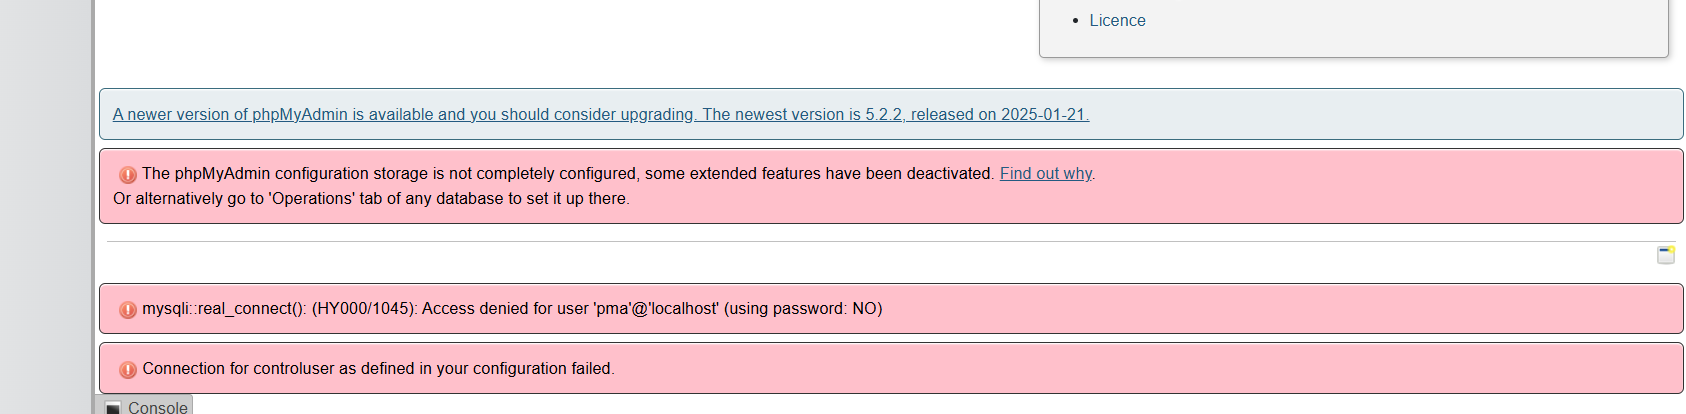 Licence
A newer version of phpMyAdmin is available and you should consider upgrading. The newest version is 5.2.2, released on 2025-01-21.
The phpMyAdmin configuration storage is not completely configured, some extended features have been deactivated. Find out why.
Or alternatively go to 'Operations' tab of any database to set it up there.
mysqli::real_connect(): (HY000/1045): Access denied for user 'pma'@'localhost' (using password: NO)
Connection for controluser as defined in your configuration failed.
Console